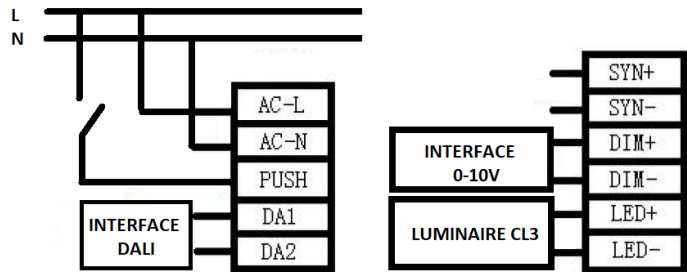 L
N
AC-L
AC-N
PUSH
DA1
DA2
INTERFACE
DALI
SYN+
SYN-
DIM+
DIM-
LED+
LED-
INTERFACE
0-10V
LUMINAIRE CL3